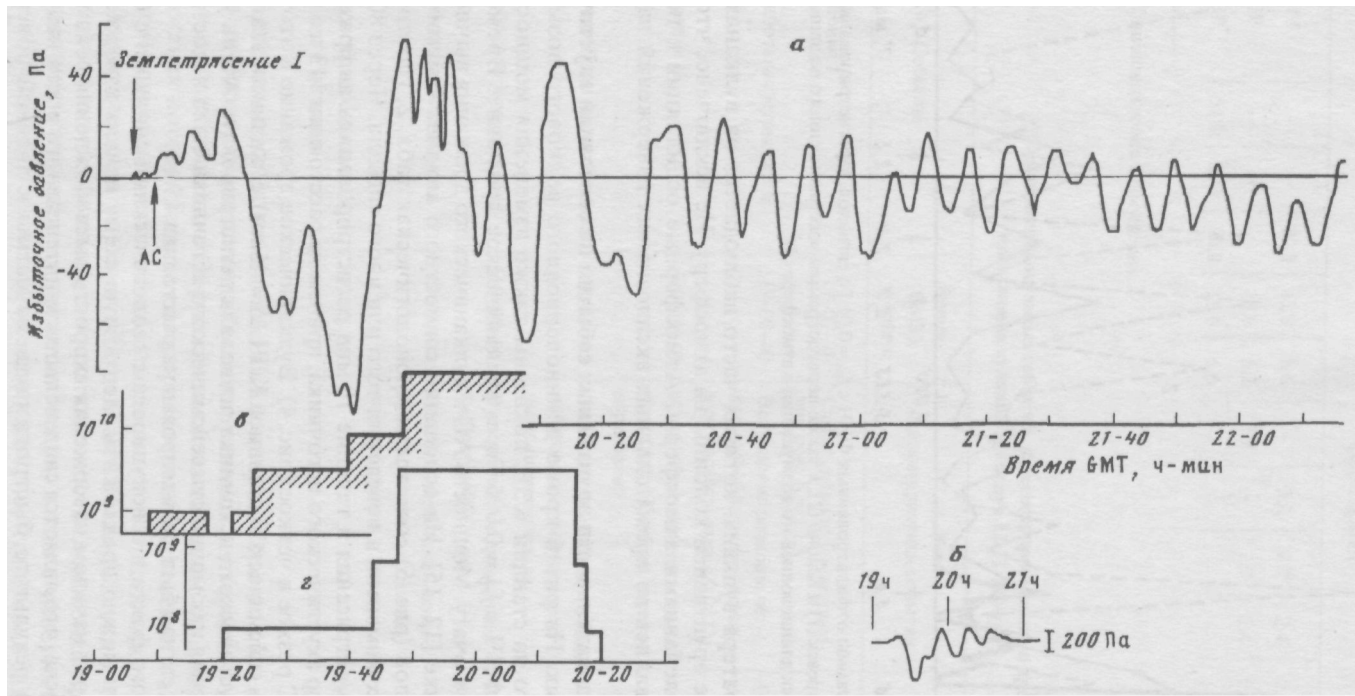 Избыточное давление, Па
40
0
-40
Землетрясение I
АС
а
20-20 20-40 21-00 21-20 21-40 22-00
Время GMT, ч-мин
в
10¹⁰
10⁹
г
10⁹
10⁸
19-00 19-20 19-40 20-00 20-20
б
19ч 20ч 21ч
200 Па